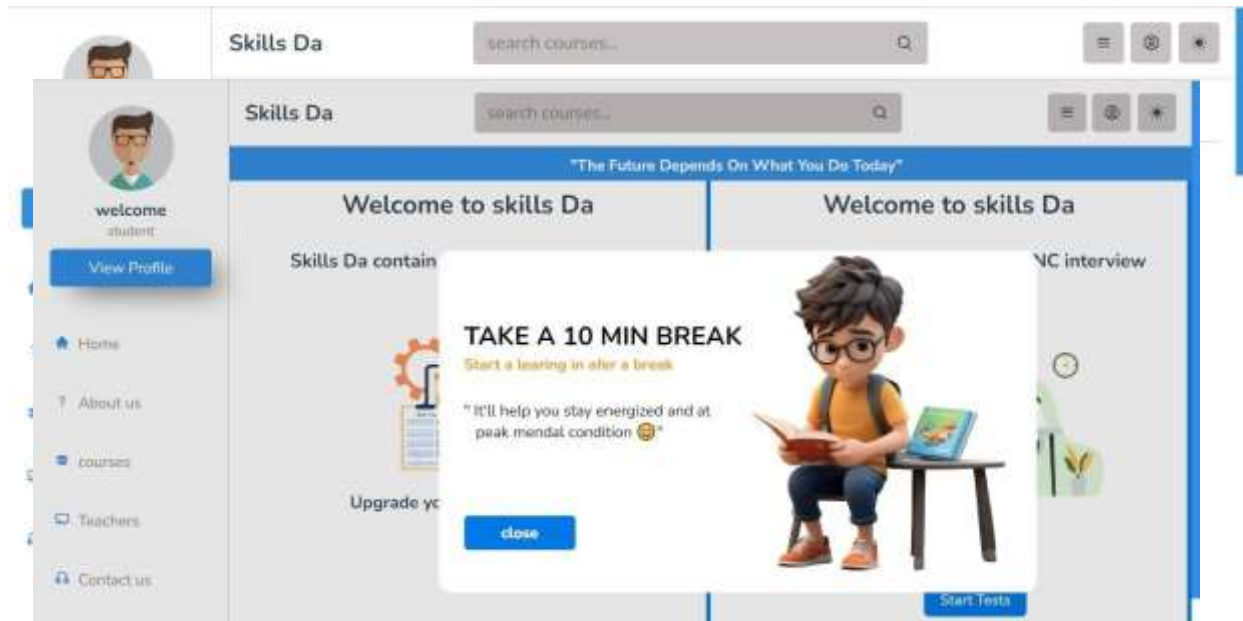 Skills Da
search courses...
Skills Da
search courses...
"The Future Depends On What You Do Today"
welcome
student
View Profile
Home
? About us
courses
Teachers
Contact us
Welcome to skills Da
Skills Da contain
Upgrade yo
Welcome to skills Da
NC interview
Start Testa
TAKE A 10 MIN BREAK
Start a learing in afer a break
" It'll help you stay energized and at
peak mendal condition 😄"
close